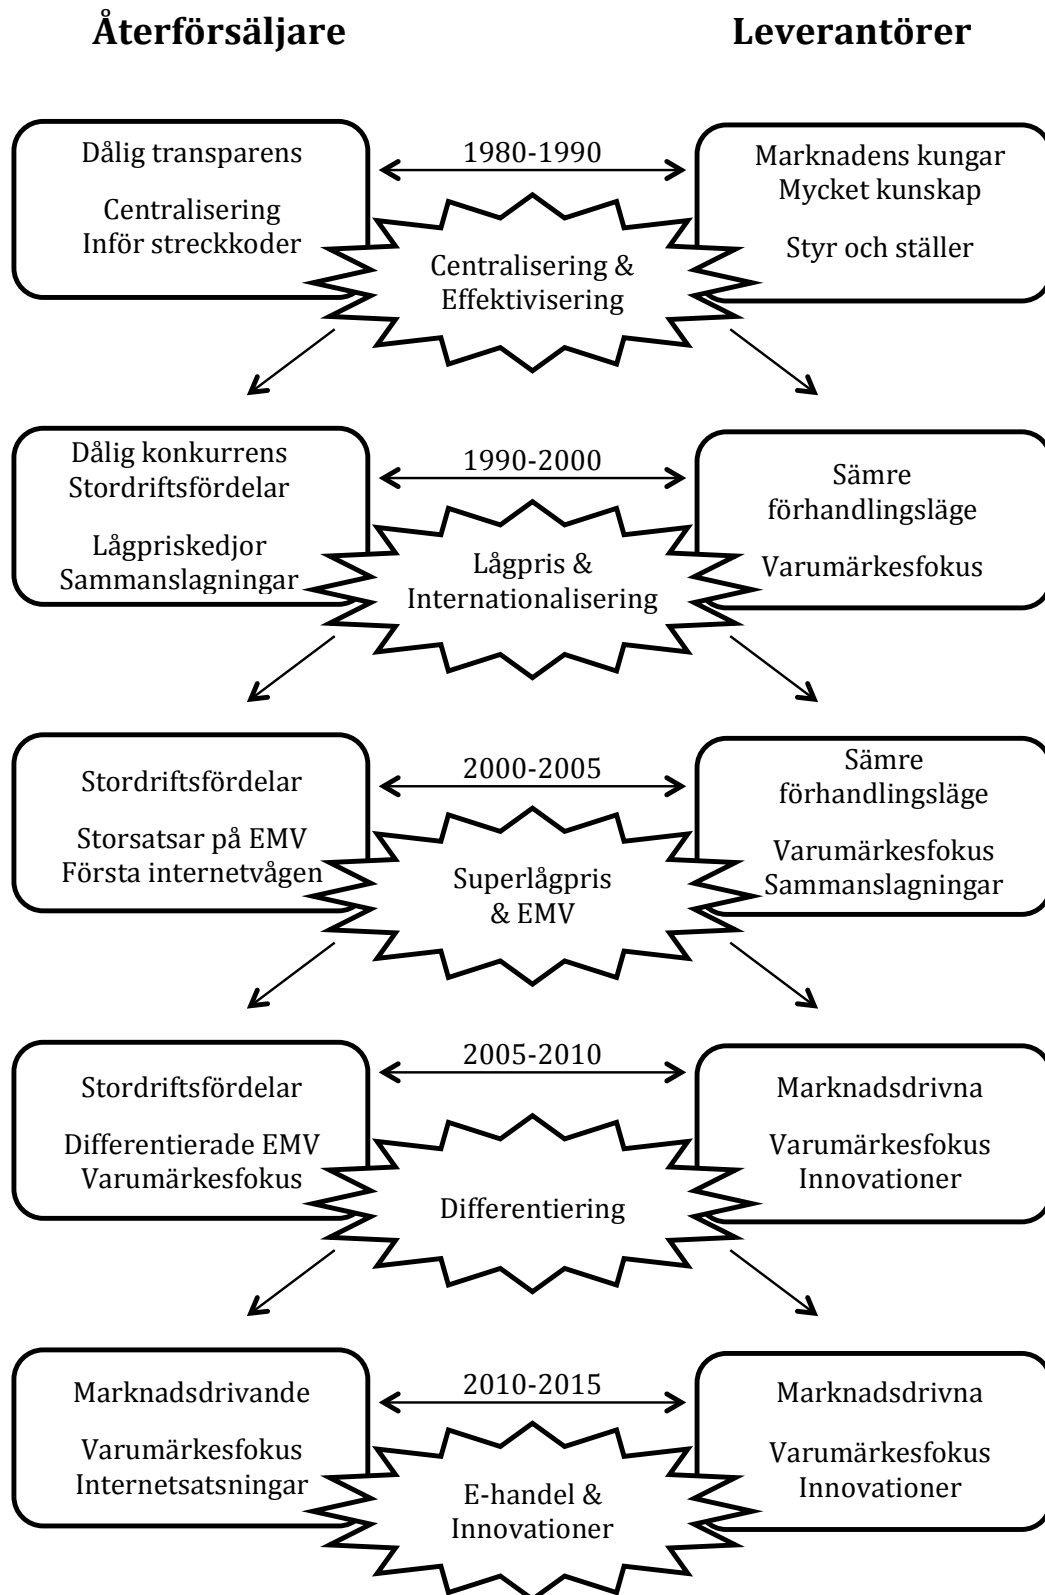 Återförsäljare
Leverantörer
Dålig transparens
Centralisering
Inför streckkoder
1980-1990
Marknadens kungar
Mycket kunskap
Styr och ställer
Centralisering &
Effektivisering
Dålig konkurrens
Stordriftsfördelar
Lågpriskedjor
Sammanslagningar
1990-2000
Sämre
förhandlingsläge
Varumärkesfokus
Lågpris &
Internationalisering
Stordriftsfördelar
Storsatsar på EMV
Första internetvågen
2000-2005
Sämre
förhandlingsläge
Varumärkesfokus
Sammanslagningar
Superlågpris
& EMV
Stordriftsfördelar
Differentierade EMV
Varumärkesfokus
2005-2010
Marknadsdrivna
Varumärkesfokus
Innovationer
Differentiering
Marknadsdrivande
Varumärkesfokus
Internetsatsningar
2010-2015
Marknadsdrivna
Varumärkesfokus
Innovationer
E-handel &
Innovationer